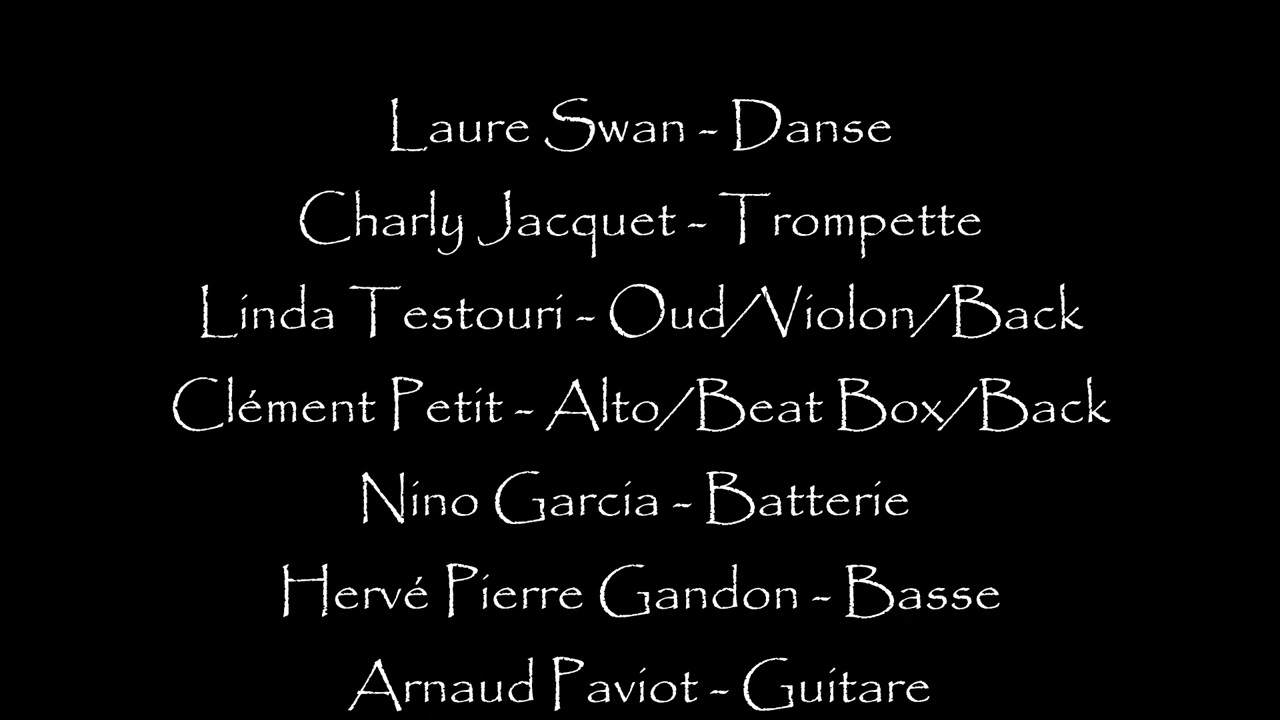 Laure Swan - Danse
Charly Jacquet - Trompette
Linda Testouri - Oud/Violon/Back
Clément Petit - Alto/Beat Box/Back
Nino Garcia - Batterie
Hervé Pierre Gandon - Basse
Arnaud Paviot - Guitare